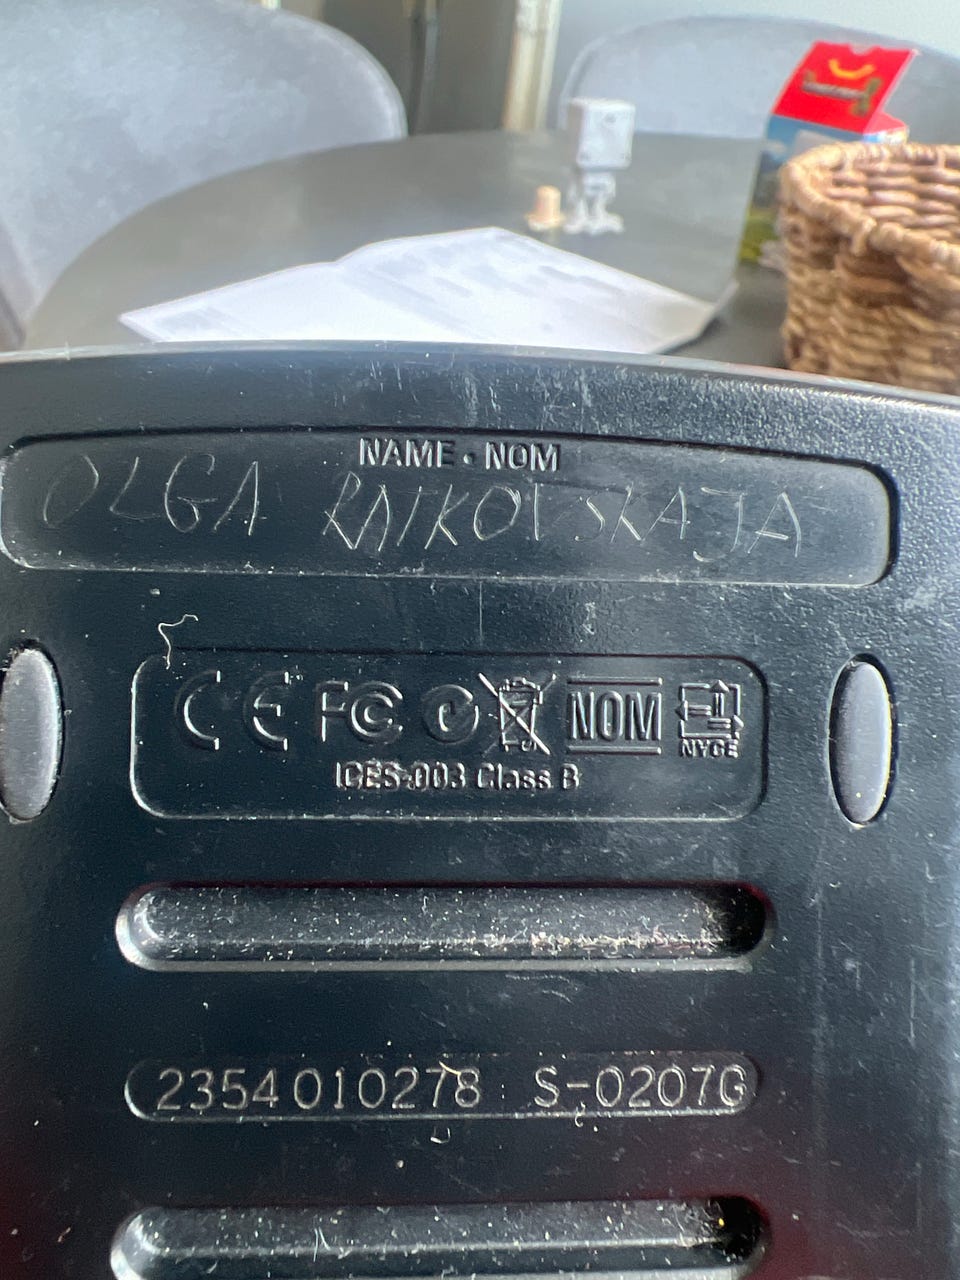 NAME · NOM
OLGA RATKOVSKAJA
CE FC NOM NYCE
ICES-003 Class B
2354010278 S-0207G